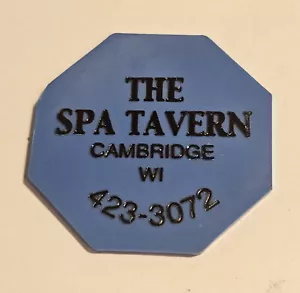 THE
SPA TAVERN
CAMBRIDGE
WI
423-3072